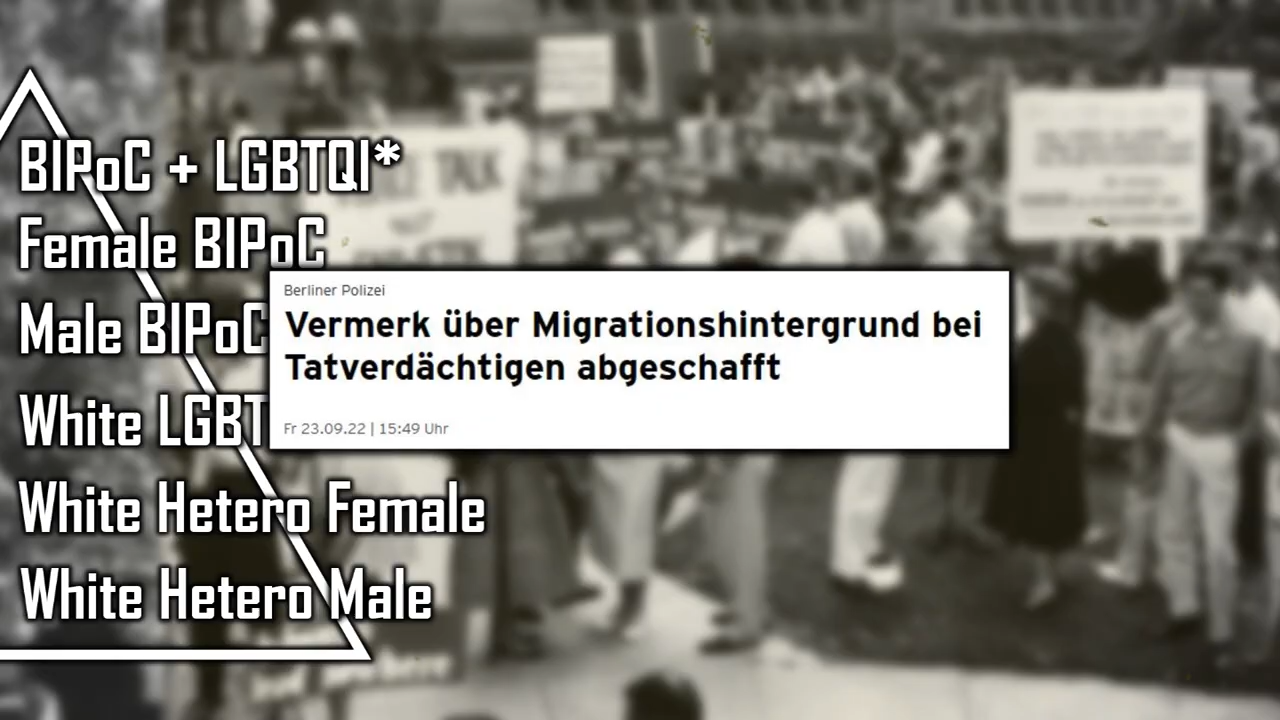 BIPoC + LGBTQI*
Female BIPoC
Male BIPoC
White LGBT
White Hetero Female
White Hetero Male
Berliner Polizei
Vermerk über Migrationshintergrund bei
Tatverdächtigen abgeschafft
Fr 23.09.22 | 15:49 Uhr
TALK